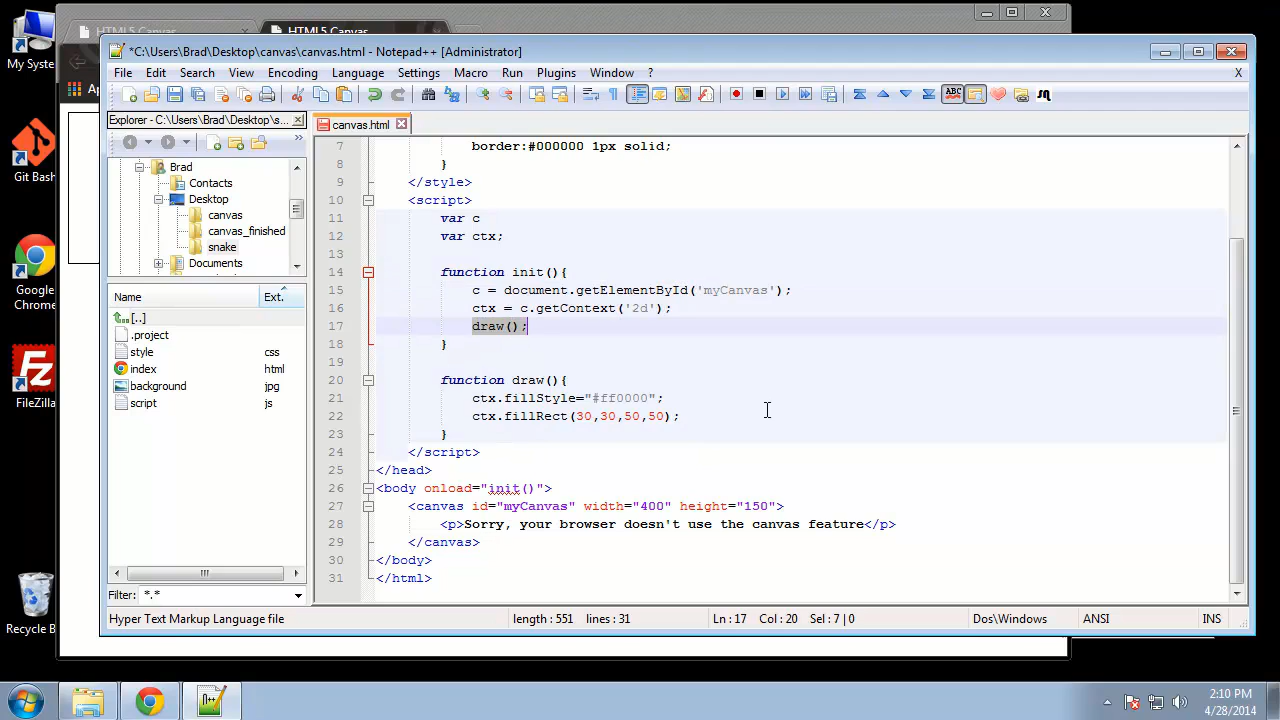 HTML5 Canvas
HTML5 Canvas
My Syste
*C:\Users\Brad\Desktop\canvas\canvas.html - Notepad++ [Administrator]
File Edit Search View Encoding Language Settings Macro Run Plugins Window ? X
Ap
Explorer - C:\Users\Brad\Desktop\s...
canvas.html
Brad
Contacts
Desktop
canvas
canvas_finished
snake
Documents
Name Ext.
[..]
.project
style css
index html
background jpg
script js
Filter: *.*
7 border:#000000 1px solid;
8 }
9 </style>
10 <script>
11 var c
12 var ctx;
13
14 function init(){
15 c = document.getElementById('myCanvas');
16 ctx = c.getContext('2d');
17 draw();
18 }
19
20 function draw(){
21 ctx.fillStyle="#ff0000";
22 ctx.fillRect(30,30,50,50);
23 }
24 </script>
25 </head>
26 <body onload="init()">
27 <canvas id="myCanvas" width="400" height="150">
28 <p>Sorry, your browser doesn't use the canvas feature</p>
29 </canvas>
30 </body>
31 </html>
Hyper Text Markup Language file length : 551 lines : 31 Ln : 17 Col : 20 Sel : 7 | 0 Dos\Windows ANSI INS
Git Bash
Google
Chrome
FileZilla
Recycle B
2:10 PM
4/28/2014